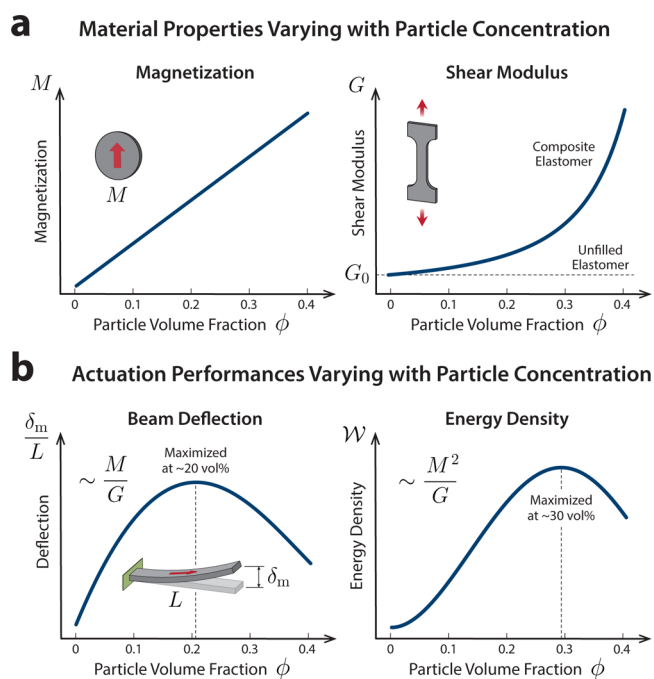 a Material Properties Varying with Particle Concentration
Magnetization
M
Magnetization
M
0 0.1 0.2 0.3 0.4
Particle Volume Fraction ϕ
Shear Modulus
G
Shear Modulus
Composite
Elastomer
Unfilled
Elastomer
G₀
0 0.1 0.2 0.3 0.4
Particle Volume Fraction ϕ
b Actuation Performances Varying with Particle Concentration
Beam Deflection
δₘ/L
Deflection
~ M/G
Maximized
at ~20 vol%
δₘ
L
0 0.1 0.2 0.3 0.4
Particle Volume Fraction ϕ
Energy Density
𝒲
Energy Density
~ M²/G
Maximized
at ~30 vol%
0 0.1 0.2 0.3 0.4
Particle Volume Fraction ϕ